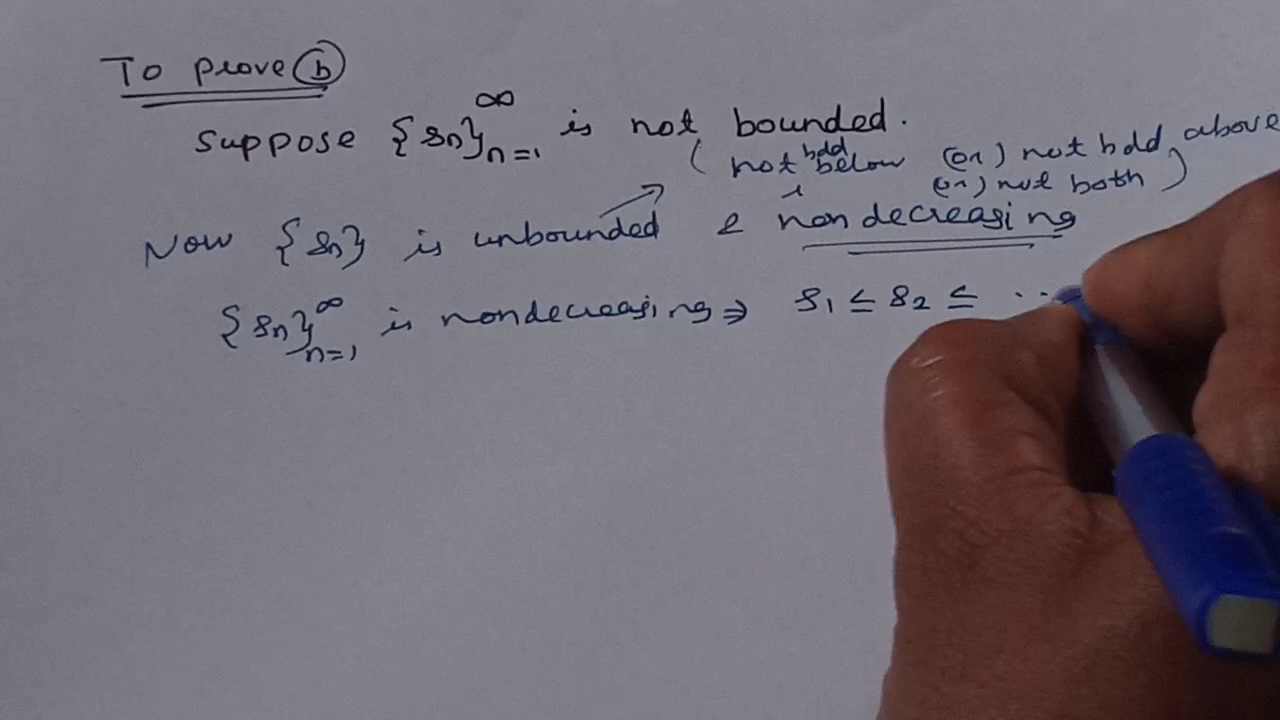 To prove (b)
Suppose {sn}∞n=1 is not bounded.
(not bdd below (or) not bdd above
(or) not both)
Now {sn} is unbounded & nondecreasing
{sn}∞n=1 is nondecreasing ⇒ s1 ≤ s2 ≤ ...